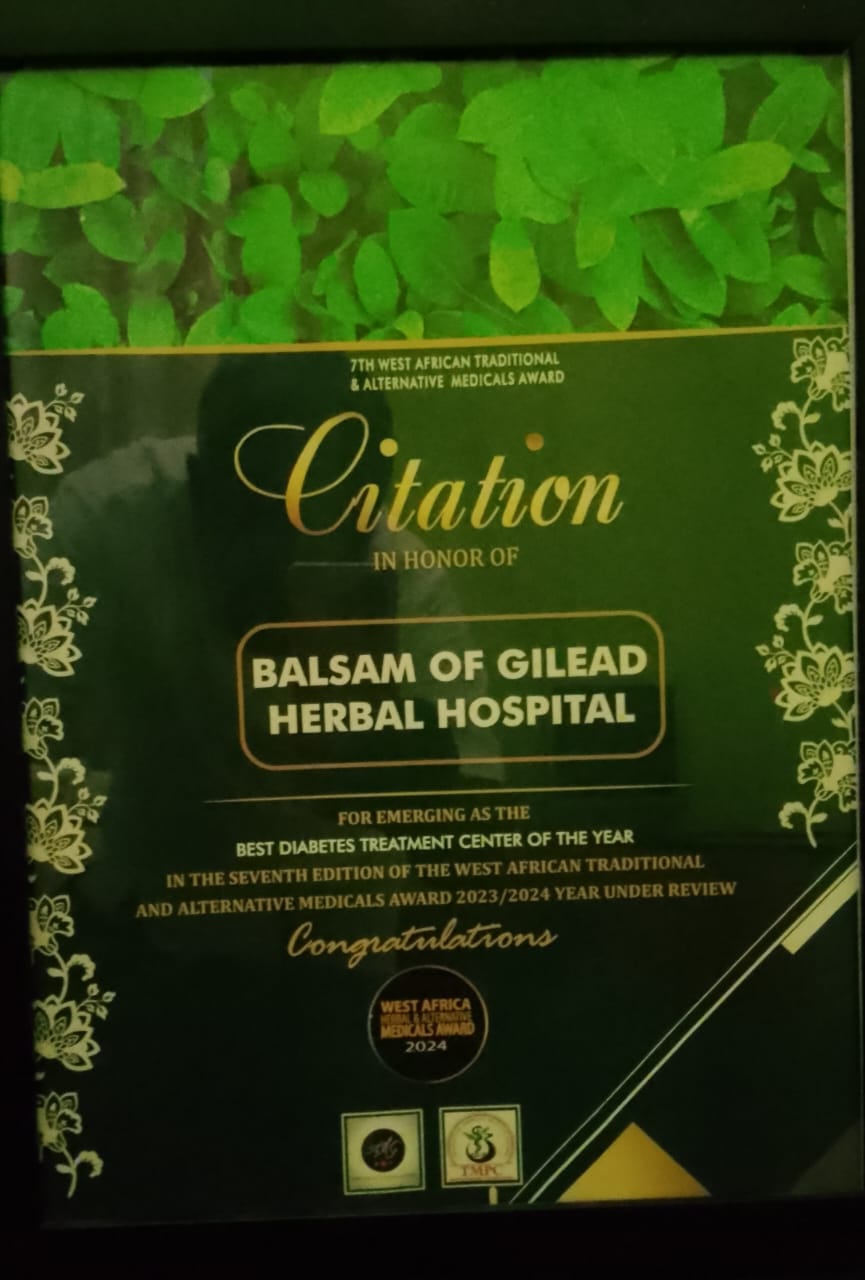 7TH WEST AFRICAN TRADITIONAL
& ALTERNATIVE MEDICALS AWARD
Citation
IN HONOR OF
BALSAM OF GILEAD
HERBAL HOSPITAL
FOR EMERGING AS THE
BEST DIABETES TREATMENT CENTER OF THE YEAR
IN THE SEVENTH EDITION OF THE WEST AFRICAN TRADITIONAL
AND ALTERNATIVE MEDICALS AWARD 2023/2024 YEAR UNDER REVIEW
Congratulations
WEST AFRICA
HERBAL & ALTERNATIVE
MEDICALS AWARD
2024
TMPC